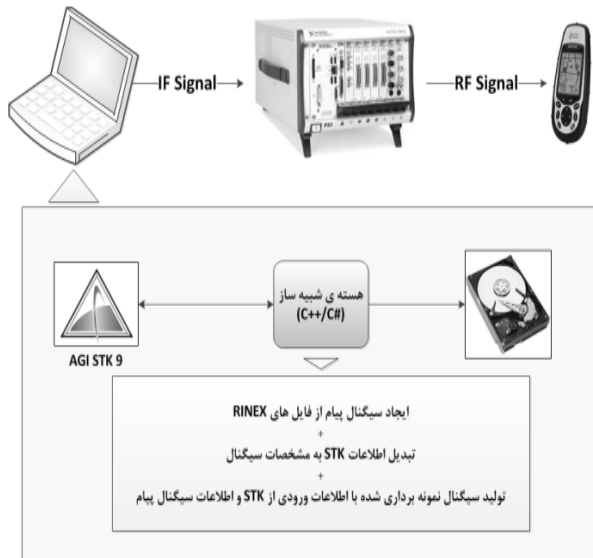 IF Signal
RF Signal
هسته ی شبیه ساز
(C++/C#)
AGI STK 9
ایجاد سیگنال پیام از فایل های RINEX
+
تبدیل اطلاعات STK به مشخصات سیگنال
+
تولید سیگنال نمونه برداری شده با اطلاعات ورودی از STK و اطلاعات سیگنال پیام